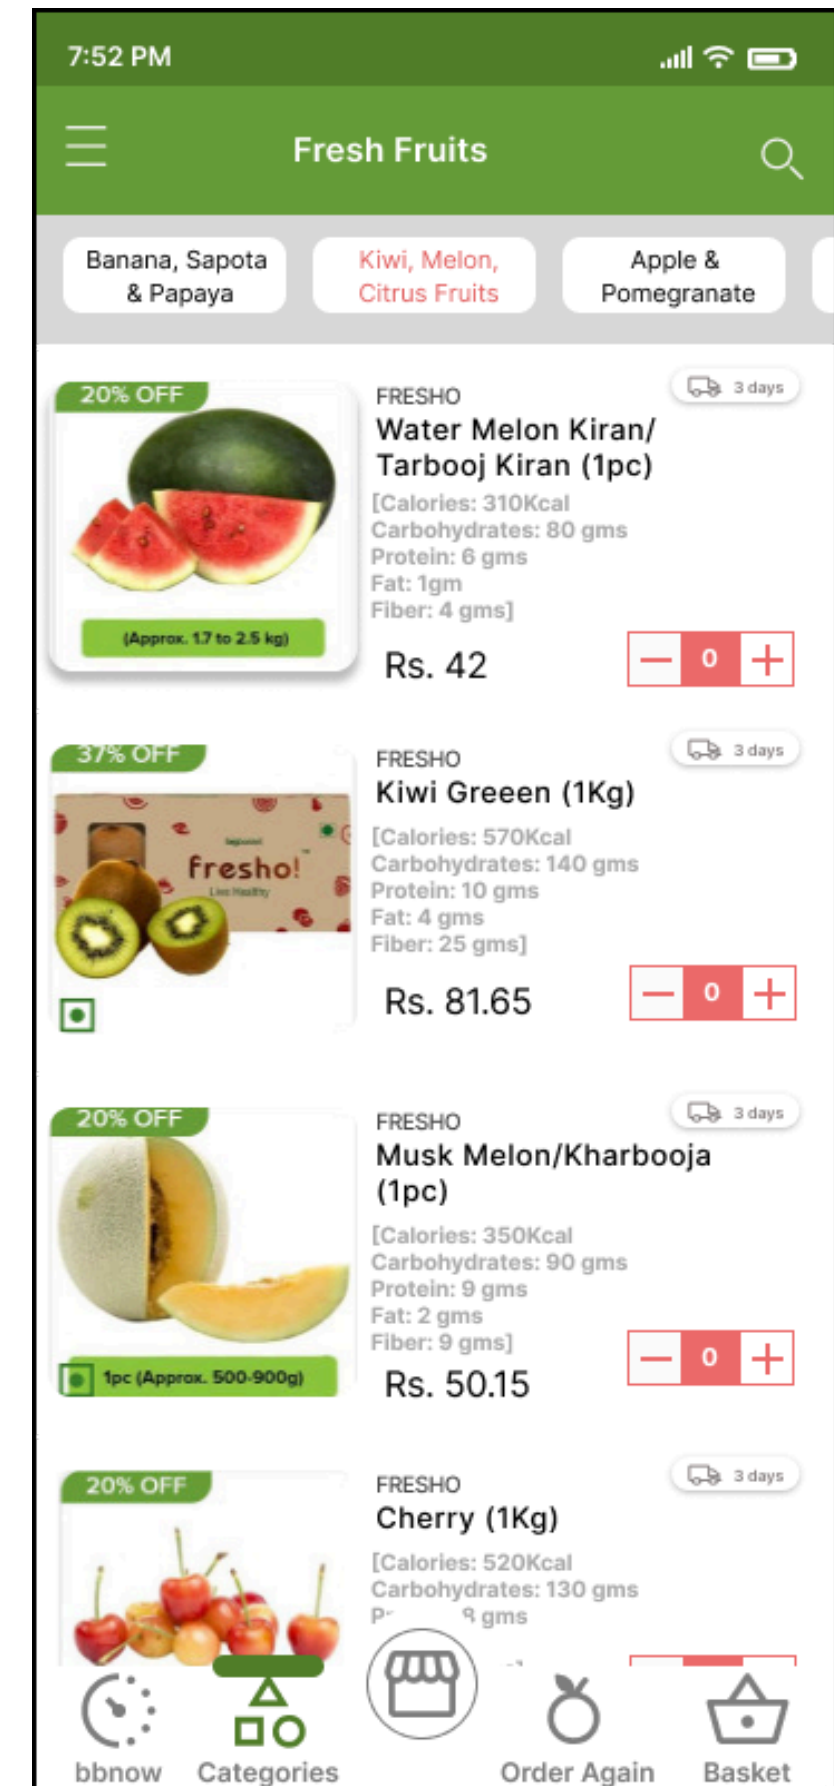 7:52 PM
Fresh Fruits
Banana, Sapota
& Papaya
Kiwi, Melon,
Citrus Fruits
Apple &
Pomegranate
20% OFF
(Approx. 1.7 to 2.5 kg)
FRESHO
3 days
Water Melon Kiran/
Tarbooj Kiran (1pc)
[Calories: 310Kcal
Carbohydrates: 80 gms
Protein: 6 gms
Fat: 1gm
Fiber: 4 gms]
Rs. 42
0
37% OFF
fresho!
Live Healthy
FRESHO
3 days
Kiwi Greeen (1Kg)
[Calories: 570Kcal
Carbohydrates: 140 gms
Protein: 10 gms
Fat: 4 gms
Fiber: 25 gms]
Rs. 81.65
0
20% OFF
1pc (Approx. 500-900g)
FRESHO
3 days
Musk Melon/Kharbooja
(1pc)
[Calories: 350Kcal
Carbohydrates: 90 gms
Protein: 9 gms
Fat: 2 gms
Fiber: 9 gms]
Rs. 50.15
0
20% OFF
FRESHO
3 days
Cherry (1Kg)
[Calories: 520Kcal
Carbohydrates: 130 gms
8 gms
bbnow
Categories
Order Again
Basket